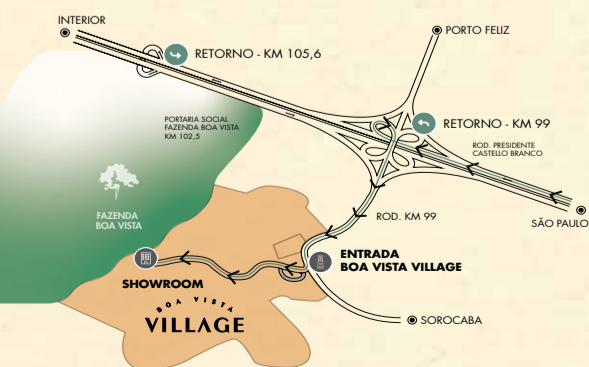 INTERIOR
PORTO FELIZ
RETORNO - KM 105,6
PORTARIA SOCIAL
FAZENDA BOA VISTA
KM 102,5
RETORNO - KM 99
ROD. PRESIDENTE
CASTELLO BRANCO
FAZENDA
BOA VISTA
ROD. KM 99
SÃO PAULO
ENTRADA
BOA VISTA VILLAGE
SHOWROOM
BOA VISTA
VILLAGE
SOROCABA